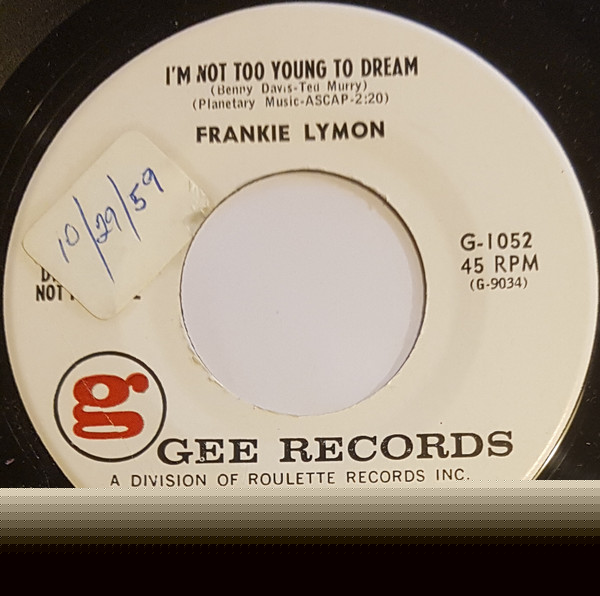 I'M NOT TOO YOUNG TO DREAM
(Benny Davis-Ted Murry)
(Planetary Music-ASCAP-2:20)
FRANKIE LYMON
10/29/59
NOT
G-1052
45 RPM
(G-9034)
g
GEE RECORDS
A DIVISION OF ROULETTE RECORDS INC.